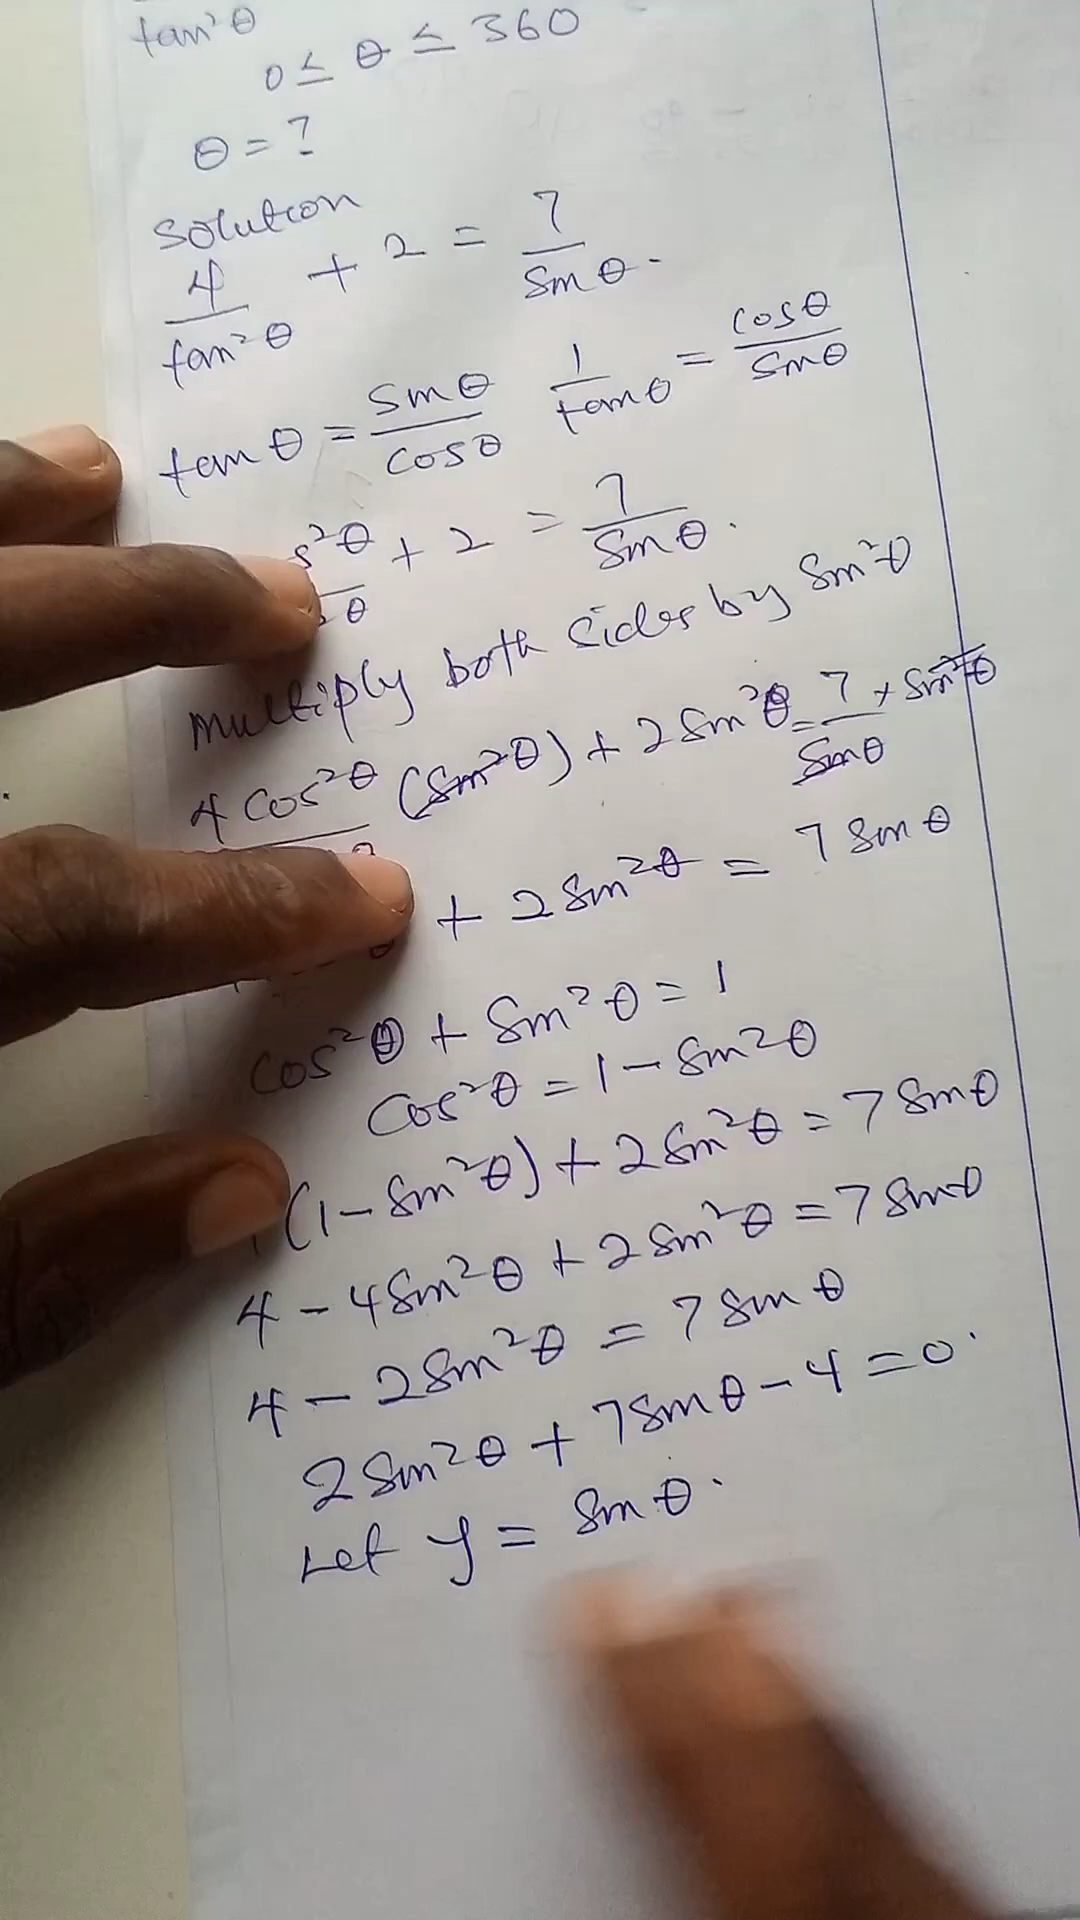 tan²θ
0 ≤ θ ≤ 360
θ = ?
Solution
4/tan²θ + 2 = 7/Sinθ.
tanθ = Sinθ/Cosθ 1/tanθ = Cosθ/Sinθ
s²θ/θ + 2 = 7/Sinθ.
Multiply both sides by Sin²θ
4Cos²θ (Sin²θ) + 2Sin²θ = 7/Sinθ × Sin²θ
+ 2Sin²θ = 7Sinθ
Cos²θ + Sin²θ = 1
Cos²θ = 1 - Sin²θ
(1 - Sin²θ) + 2Sin²θ = 7Sinθ
4 - 4Sin²θ + 2Sin²θ = 7Sinθ
4 - 2Sin²θ = 7Sinθ
2Sin²θ + 7Sinθ - 4 = 0.
Let y = Sinθ.